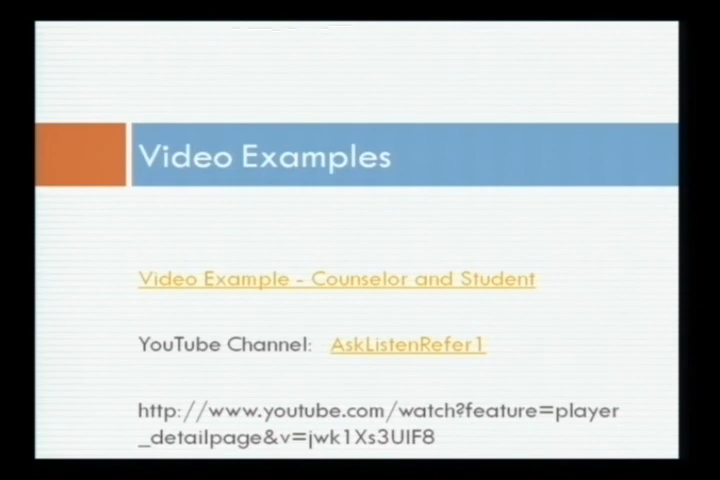 Video Examples
Video Example - Counselor and Student
YouTube Channel: AskListenRefer1
http://www.youtube.com/watch?feature=player
_detailpage&v=jwk1Xs3UIF8